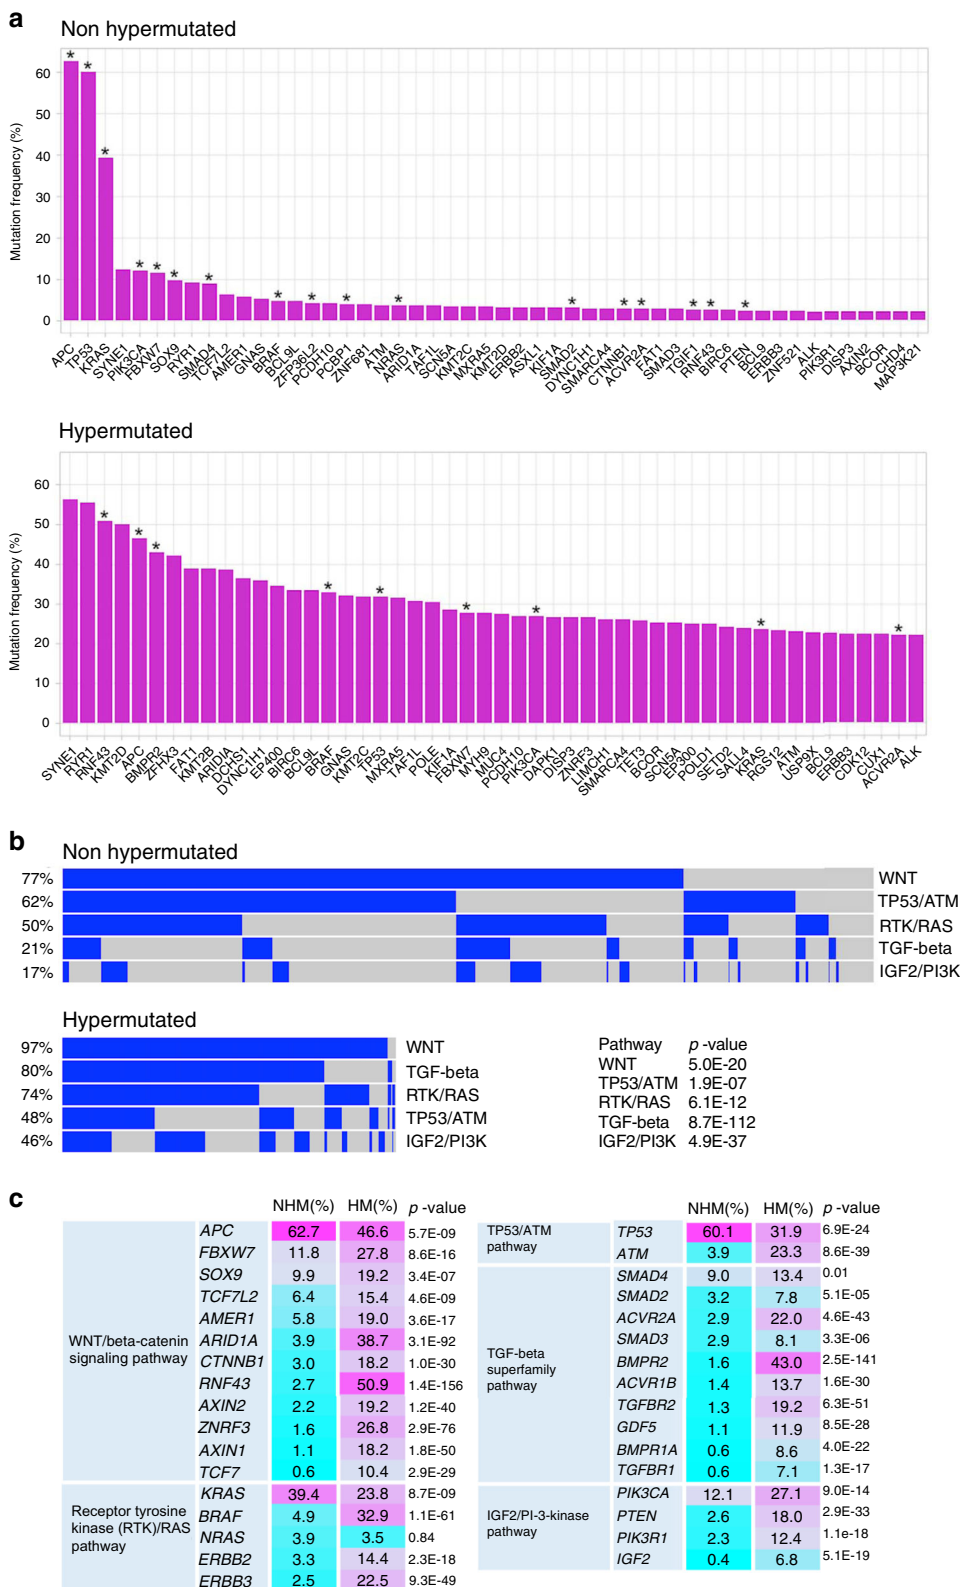 a
Non hypermutated
Mutation frequency (%)
60
50
40
30
20
10
0
* * * * * * * * * * * * * * * * *
APC TP53 KRAS SYNE1 PIK3CA FBXW7 SOX9 RYR1 SMAD4 TCF7L2 AMER1 GNAS BRAF BCL9L ZFP36L2 PCDH10 PCBP1 ZNF681 ATM NRAS ARID1A TAF1L SCN5A KMT2C MXRA5 KMT2D ERBB2 ASXL1 KIF1A SMAD2 DYNC1H1 SMARCA4 CTNNB1 ACVR2A FAT1 SMAD3 TGIF1 RNF43 BIRC6 PTEN BCL9 ERBB3 ZNF521 ALK PIK3R1 DISP3 AXIN2 BCOR CHD4 MAP3K21
Hypermutated
Mutation frequency (%)
60
50
40
30
20
10
0
* * * * * * * * *
SYNE1 RYR1 RNF43 KMT2D APC BMPR2 ZFHX3 FAT1 KMT2B ARIDIA DCHS1 DYNC1H1 EP400 BIRC6 BCL9L BRAF GNAS KMT2C TP53 MXRA5 TAF1L POLE KIF1A FBXW7 MYH9 MUC4 PCDH10 PIK3CA DAPK1 DISP3 ZNRF3 LIMCH1 SMARCA4 TET3 BCOR SCN5A EP300 POLD1 SETD2 SALL4 KRAS RGS12 ATM USP9X BCL9 ERBB3 CDK12 CUX1 ACVR2A ALK
b
Non hypermutated
77% WNT
62% TP53/ATM
50% RTK/RAS
21% TGF-beta
17% IGF2/PI3K
Hypermutated
97% WNT
80% TGF-beta
74% RTK/RAS
48% TP53/ATM
46% IGF2/PI3K
Pathway p -value
WNT 5.0E-20
TP53/ATM 1.9E-07
RTK/RAS 6.1E-12
TGF-beta 8.7E-112
IGF2/PI3K 4.9E-37
c
NHM(%) HM(%) p -value
WNT/beta-catenin
signaling pathway
APC 62.7 46.6 5.7E-09
FBXW7 11.8 27.8 8.6E-16
SOX9 9.9 19.2 3.4E-07
TCF7L2 6.4 15.4 4.6E-09
AMER1 5.8 19.0 3.6E-17
ARID1A 3.9 38.7 3.1E-92
CTNNB1 3.0 18.2 1.0E-30
RNF43 2.7 50.9 1.4E-156
AXIN2 2.2 19.2 1.2E-40
ZNRF3 1.6 26.8 2.9E-76
AXIN1 1.1 18.2 1.8E-50
TCF7 0.6 10.4 2.9E-29
Receptor tyrosine
kinase (RTK)/RAS
pathway
KRAS 39.4 23.8 8.7E-09
BRAF 4.9 32.9 1.1E-61
NRAS 3.9 3.5 0.84
ERBB2 3.3 14.4 2.3E-18
ERBB3 2.5 22.5 9.3E-49
NHM(%) HM(%) p -value
TP53/ATM
pathway
TP53 60.1 31.9 6.9E-24
ATM 3.9 23.3 8.6E-39
TGF-beta
superfamily
pathway
SMAD4 9.0 13.4 0.01
SMAD2 3.2 7.8 5.1E-05
ACVR2A 2.9 22.0 4.6E-43
SMAD3 2.9 8.1 3.3E-06
BMPR2 1.6 43.0 2.5E-141
ACVR1B 1.4 13.7 1.6E-30
TGFBR2 1.3 19.2 6.3E-51
GDF5 1.1 11.9 8.5E-28
BMPR1A 0.6 8.6 4.0E-22
TGFBR1 0.6 7.1 1.3E-17
IGF2/PI-3-kinase
pathway
PIK3CA 12.1 27.1 9.0E-14
PTEN 2.6 18.0 2.9E-33
PIK3R1 2.3 12.4 1.1e-18
IGF2 0.4 6.8 5.1E-19